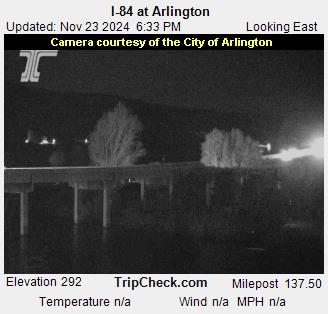 I-84 at Arlington
Updated: Nov 23 2024 6:33 PM Looking East
Camera courtesy of the City of Arlington
Elevation 292 TripCheck.com Milepost 137.50
Temperature n/a Wind n/a MPH n/a